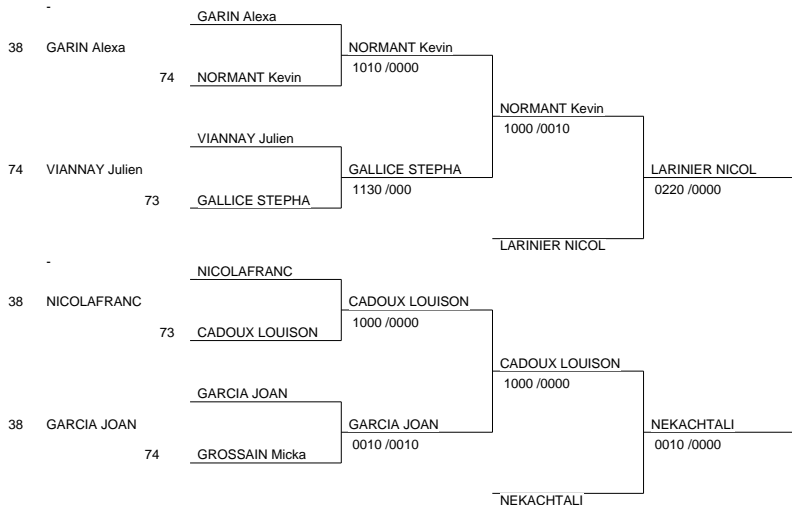 -
GARIN Alexa
38 GARIN Alexa NORMANT Kevin
1010 /0000
74 NORMANT Kevin
NORMANT Kevin
1000 /0010
VIANNAY Julien
74 VIANNAY Julien GALLICE STEPHA LARINIER NICOL
1130 /000 0220 /0000
73 GALLICE STEPHA
LARINIER NICOL
-
NICOLAFRANC
38 NICOLAFRANC CADOUX LOUISON
1000 /0000
73 CADOUX LOUISON
CADOUX LOUISON
1000 /0000
GARCIA JOAN
38 GARCIA JOAN GARCIA JOAN NEKACHTALI
0010 /0010 0010 /0000
74 GROSSAIN Micka
NEKACHTALI